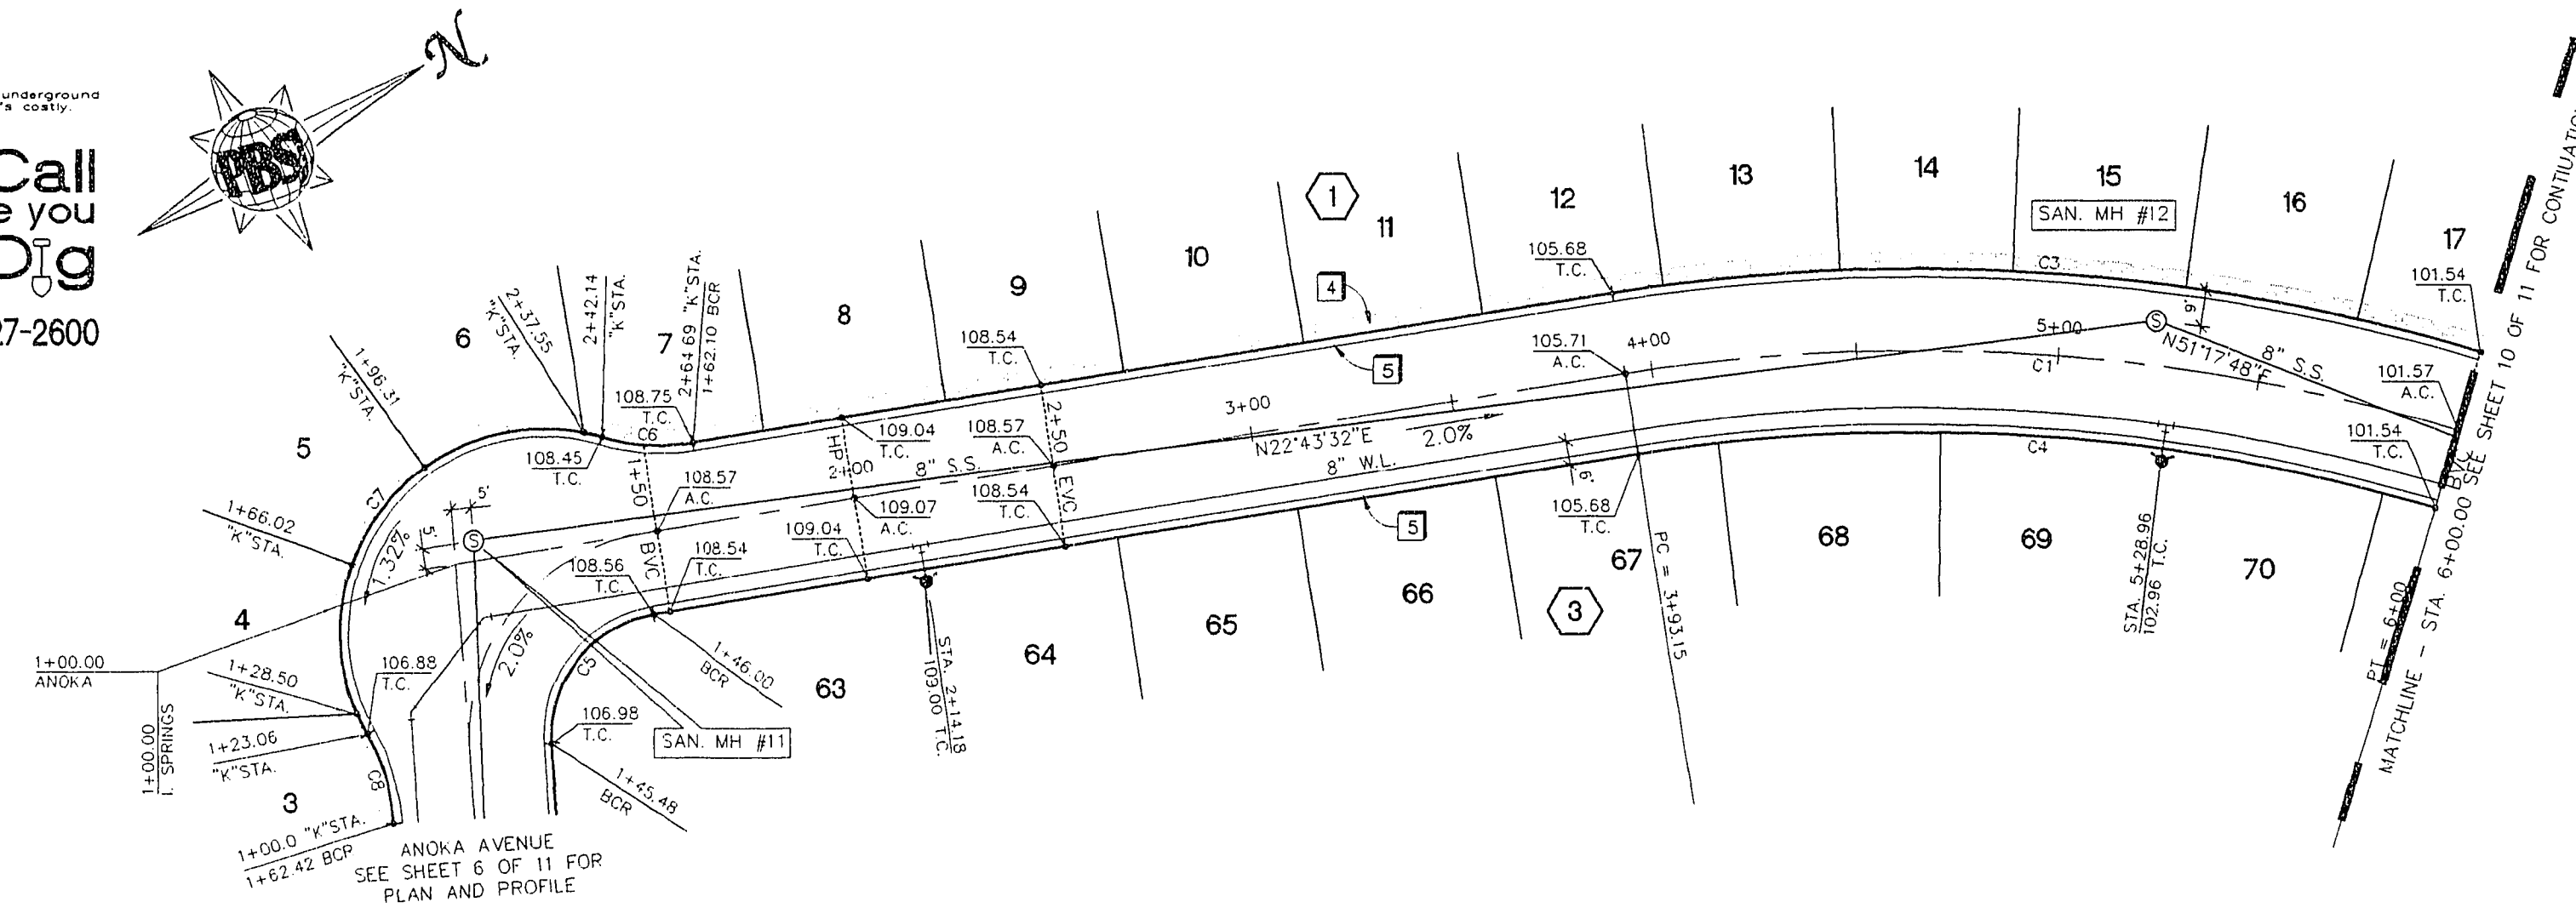 underground
's costly.
Call
e you
Dig
27-2600
N
PBSJ
1
11
12
13
14
15
SAN. MH #12
16
17
10
9
8
7
6
5
4
3
2+37.55
"K"STA.
2+42.14
"K"STA.
2+64.69 "K"STA.
1+62.10 BCR
1+96.31
"K"STA.
1+66.02
"K"STA.
108.75
T.C.
C6
108.45
T.C.
108.54
T.C.
109.04
T.C.
4
5
105.68
T.C.
105.71
A.C.
4+00
C3
6'
5+00
N51°17'48"E
8" S.S.
C1
101.54
T.C.
101.57
A.C.
101.54
T.C.
BVC
C4
3+00
N22°43'32"E
2.0%
8" W.L.
6'
105.68
T.C.
5
2+50
EVC
108.57
A.C.
108.54
T.C.
HP
2+00
8" S.S.
109.07
A.C.
109.04
T.C.
1+50
BVC
108.57
A.C.
108.54
T.C.
108.56
T.C.
S
S
5'
5'
C7
1.32%
2.0%
C5
1+00.00
ANOKA
1+00.00
I. SPRINGS
1+28.50
"K"STA.
1+23.06
"K"STA.
106.88
T.C.
C8
1+00.0 "K"STA.
1+62.42 BCR
ANOKA AVENUE
SEE SHEET 6 OF 11 FOR
PLAN AND PROFILE
106.98
T.C.
SAN. MH #11
1+46.00
BCR
1+45.48
BCR
63
STA. 2+14.18
109.00 T.C.
64
65
66
3
67
PC = 3+93.15
68
69
STA. 5+28.96
102.96 T.C.
70
PT = 6+00
MATCHLINE - STA. 6+00.00 SEE SHEET 10 OF 11 FOR CONTIUATION